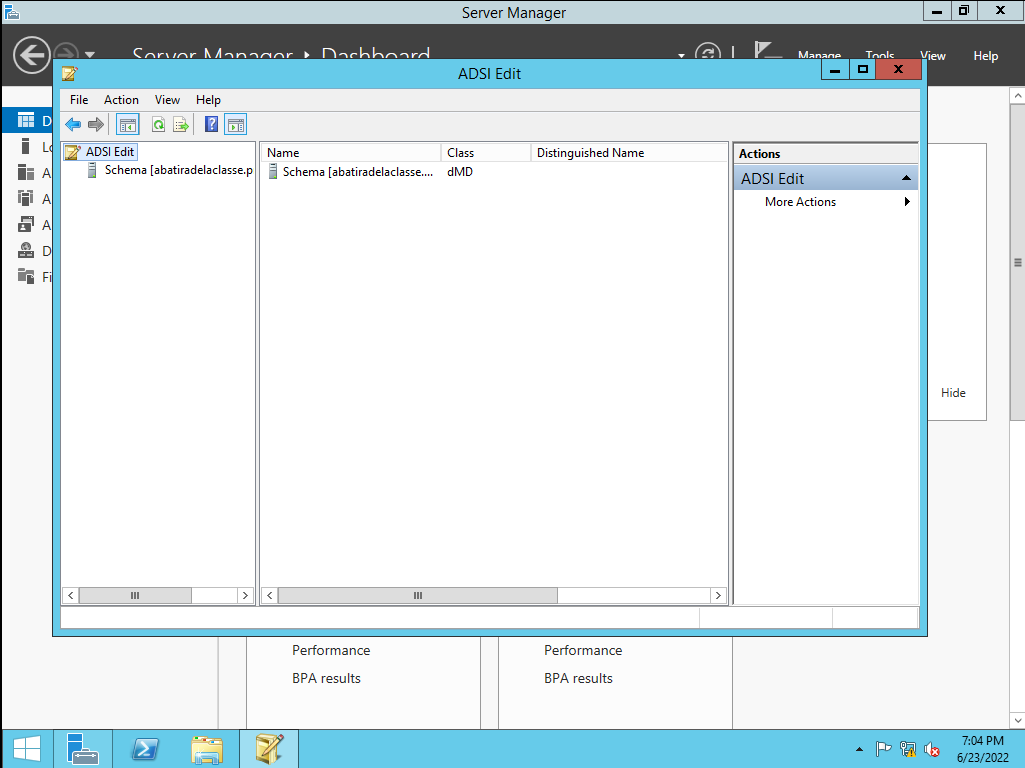 Server Manager
Server Manager • Dashboard
Manage Tools View Help
ADSI Edit
File Action View Help
ADSI Edit
Schema [abatiradelaclasse.p
Name Class Distinguished Name
Schema [abatiradelaclasse.... dMD
Actions
ADSI Edit
More Actions
D
Lo
A
A
A
D
Fi
Hide
Performance
BPA results
Performance
BPA results
7:04 PM
6/23/2022